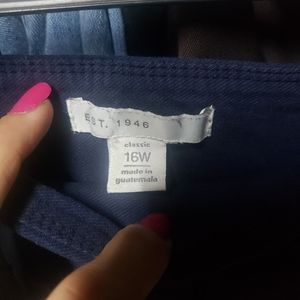 EST. 1946
classic
16W
made in
guatemala